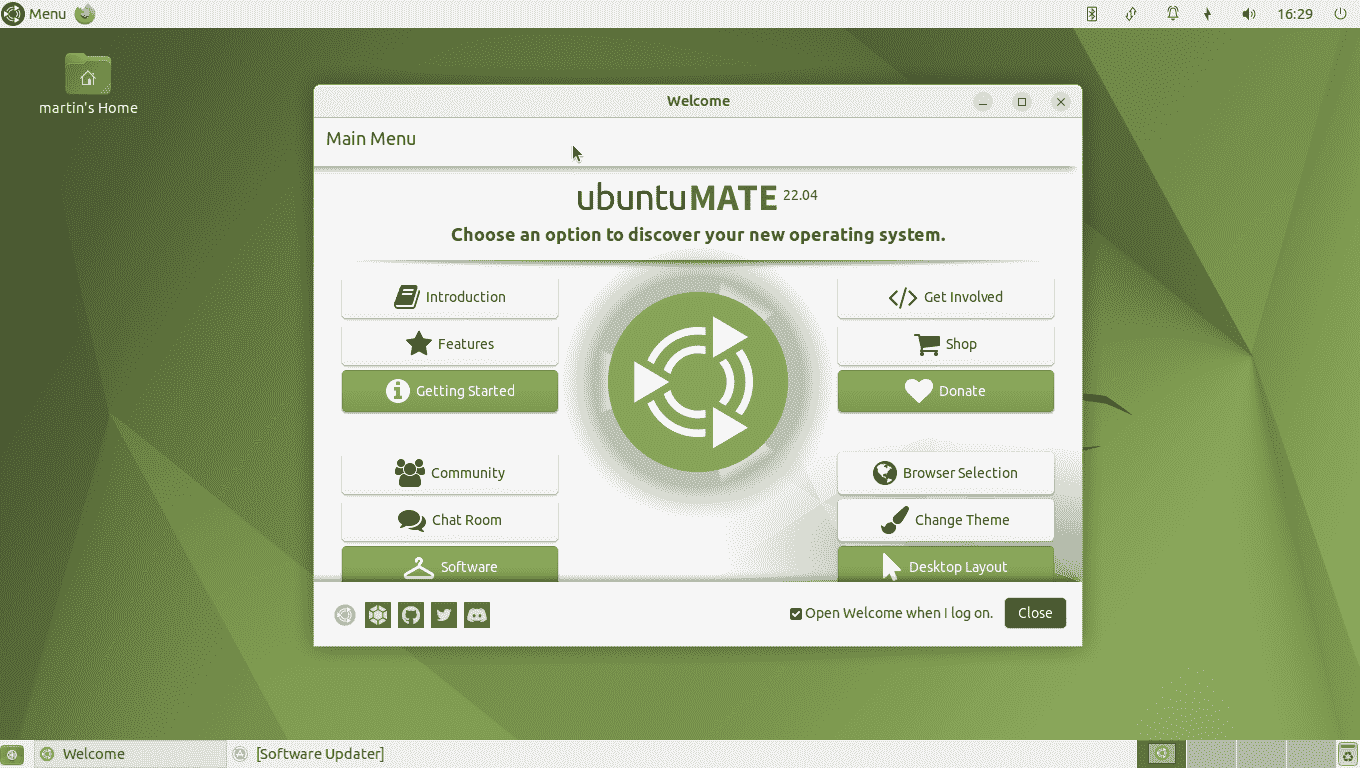 Menu
16:29
martin's Home
Welcome
Main Menu
ubuntuMATE 22.04
Choose an option to discover your new operating system.
Introduction
Get Involved
Features
Shop
Getting Started
Donate
Community
Browser Selection
Chat Room
Change Theme
Software
Desktop Layout
Open Welcome when I log on.
Close
Welcome
[Software Updater]